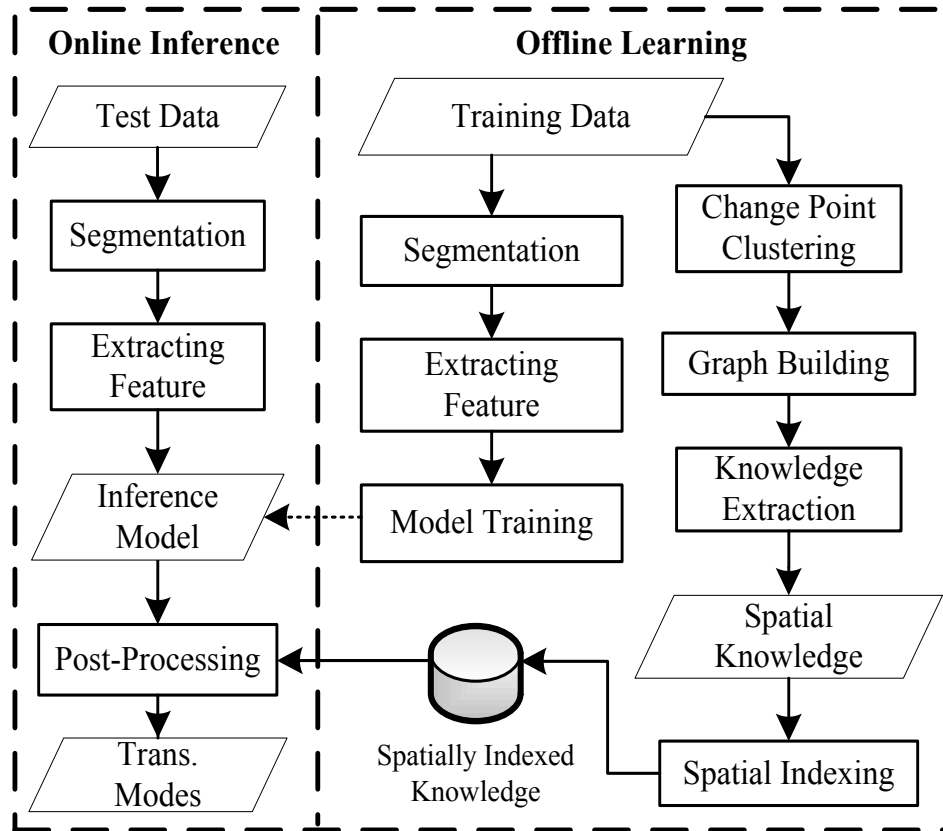 Online Inference
Test Data
Segmentation
Extracting
Feature
Inference
Model
Post-Processing
Trans.
Modes
Offline Learning
Training Data
Segmentation
Extracting
Feature
Model Training
Change Point
Clustering
Graph Building
Knowledge
Extraction
Spatial
Knowledge
Spatial Indexing
Spatially Indexed
Knowledge